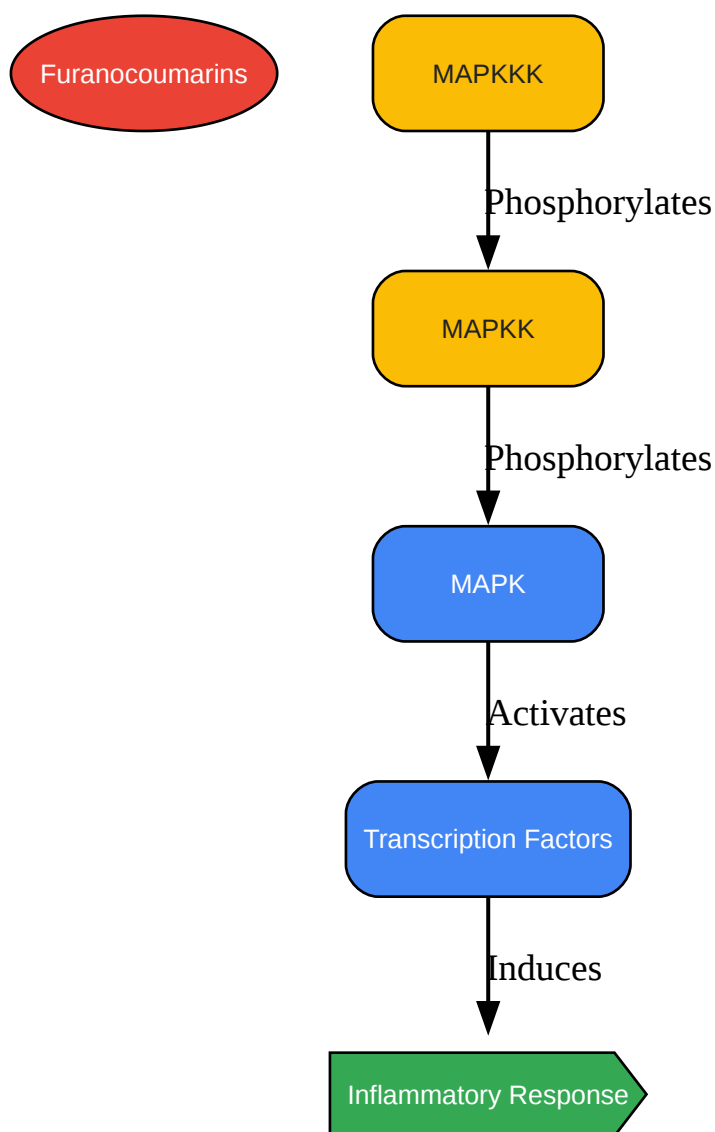 Furanocoumarins
MAPKKK
Phosphorylates
MAPKK
Phosphorylates
MAPK
Activates
Transcription Factors
Induces
Inflammatory Response